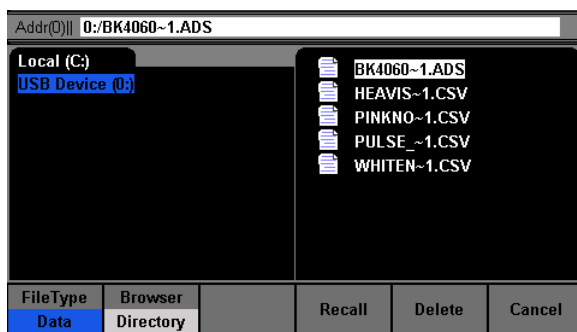 Addr(0)|| 0:/BK4060~1.ADS
Local (C:)
USB Device (0:)
BK4060~1.ADS
HEAVIS~1.CSV
PINKNO~1.CSV
PULSE_~1.CSV
WHITEN~1.CSV
FileType Browser
Data Directory Recall Delete Cancel